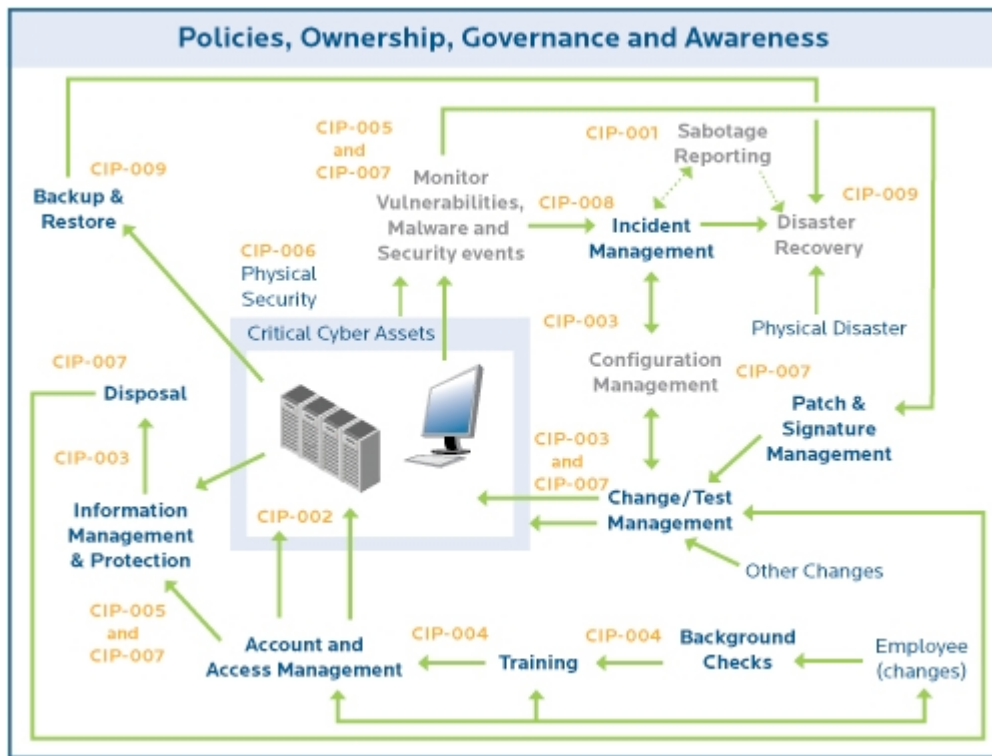 Policies, Ownership, Governance and Awareness
CIP-005
and
CIP-007
CIP-001
Sabotage
Reporting
CIP-009
Backup &
Restore
Monitor
Vulnerabilities,
Malware and
Security events
CIP-008
Incident
Management
CIP-009
Disaster
Recovery
CIP-006
Physical
Security
CIP-003
Physical Disaster
Critical Cyber Assets
Configuration
Management
CIP-007
Disposal
CIP-007
Patch &
Signature
Management
CIP-003
CIP-003
and
CIP-007
Information
Management
& Protection
CIP-002
Change/Test
Management
Other Changes
CIP-005
and
CIP-007
Account and
Access Management
CIP-004
Training
CIP-004
Background
Checks
Employee
(changes)